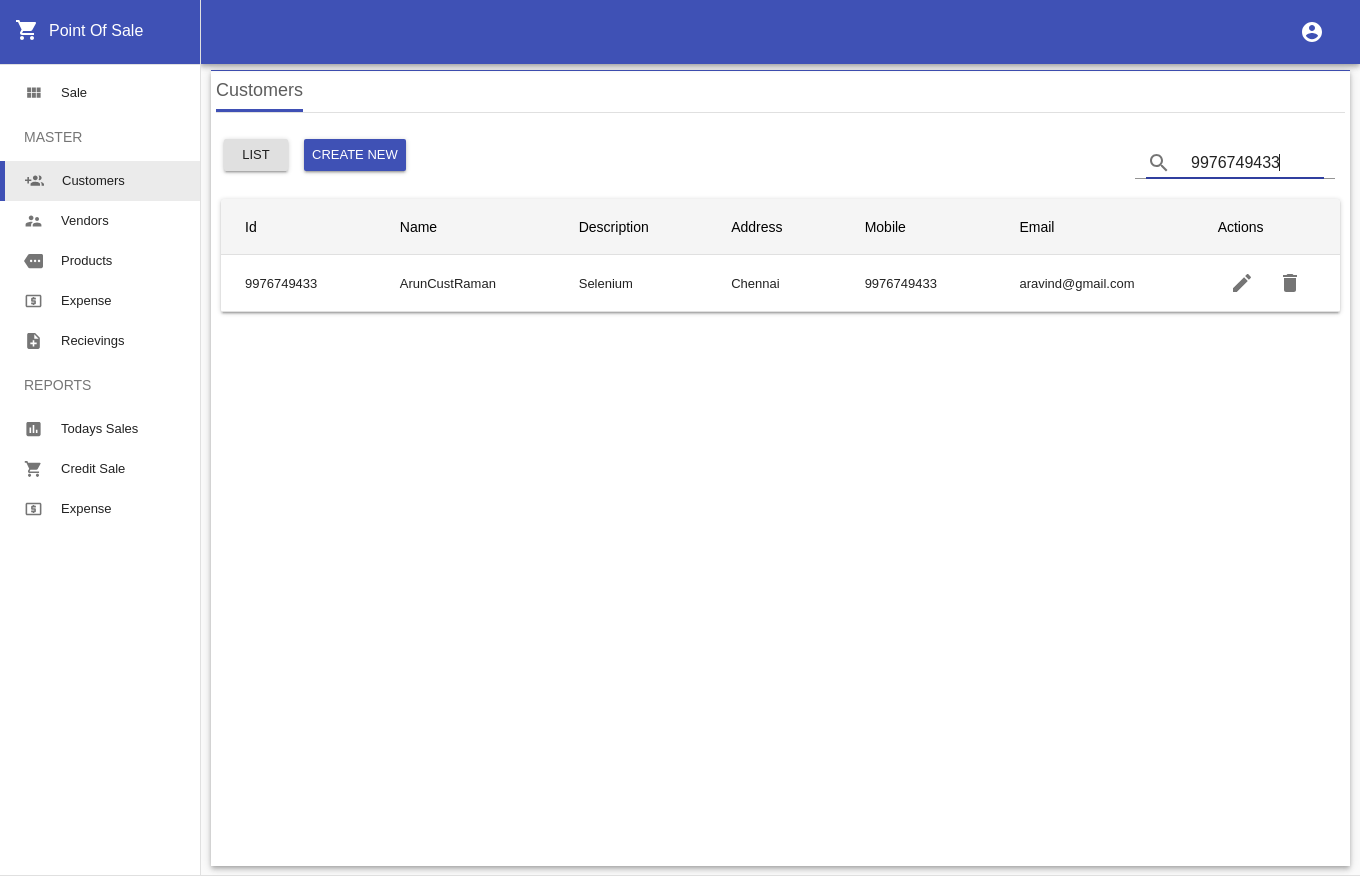 Point Of Sale
Sale
MASTER
Customers
Vendors
Products
Expense
Recievings
REPORTS
Todays Sales
Credit Sale
Expense
Customers
LIST CREATE NEW 9976749433
Id Name Description Address Mobile Email Actions
9976749433 ArunCustRaman Selenium Chennai 9976749433 aravind@gmail.com